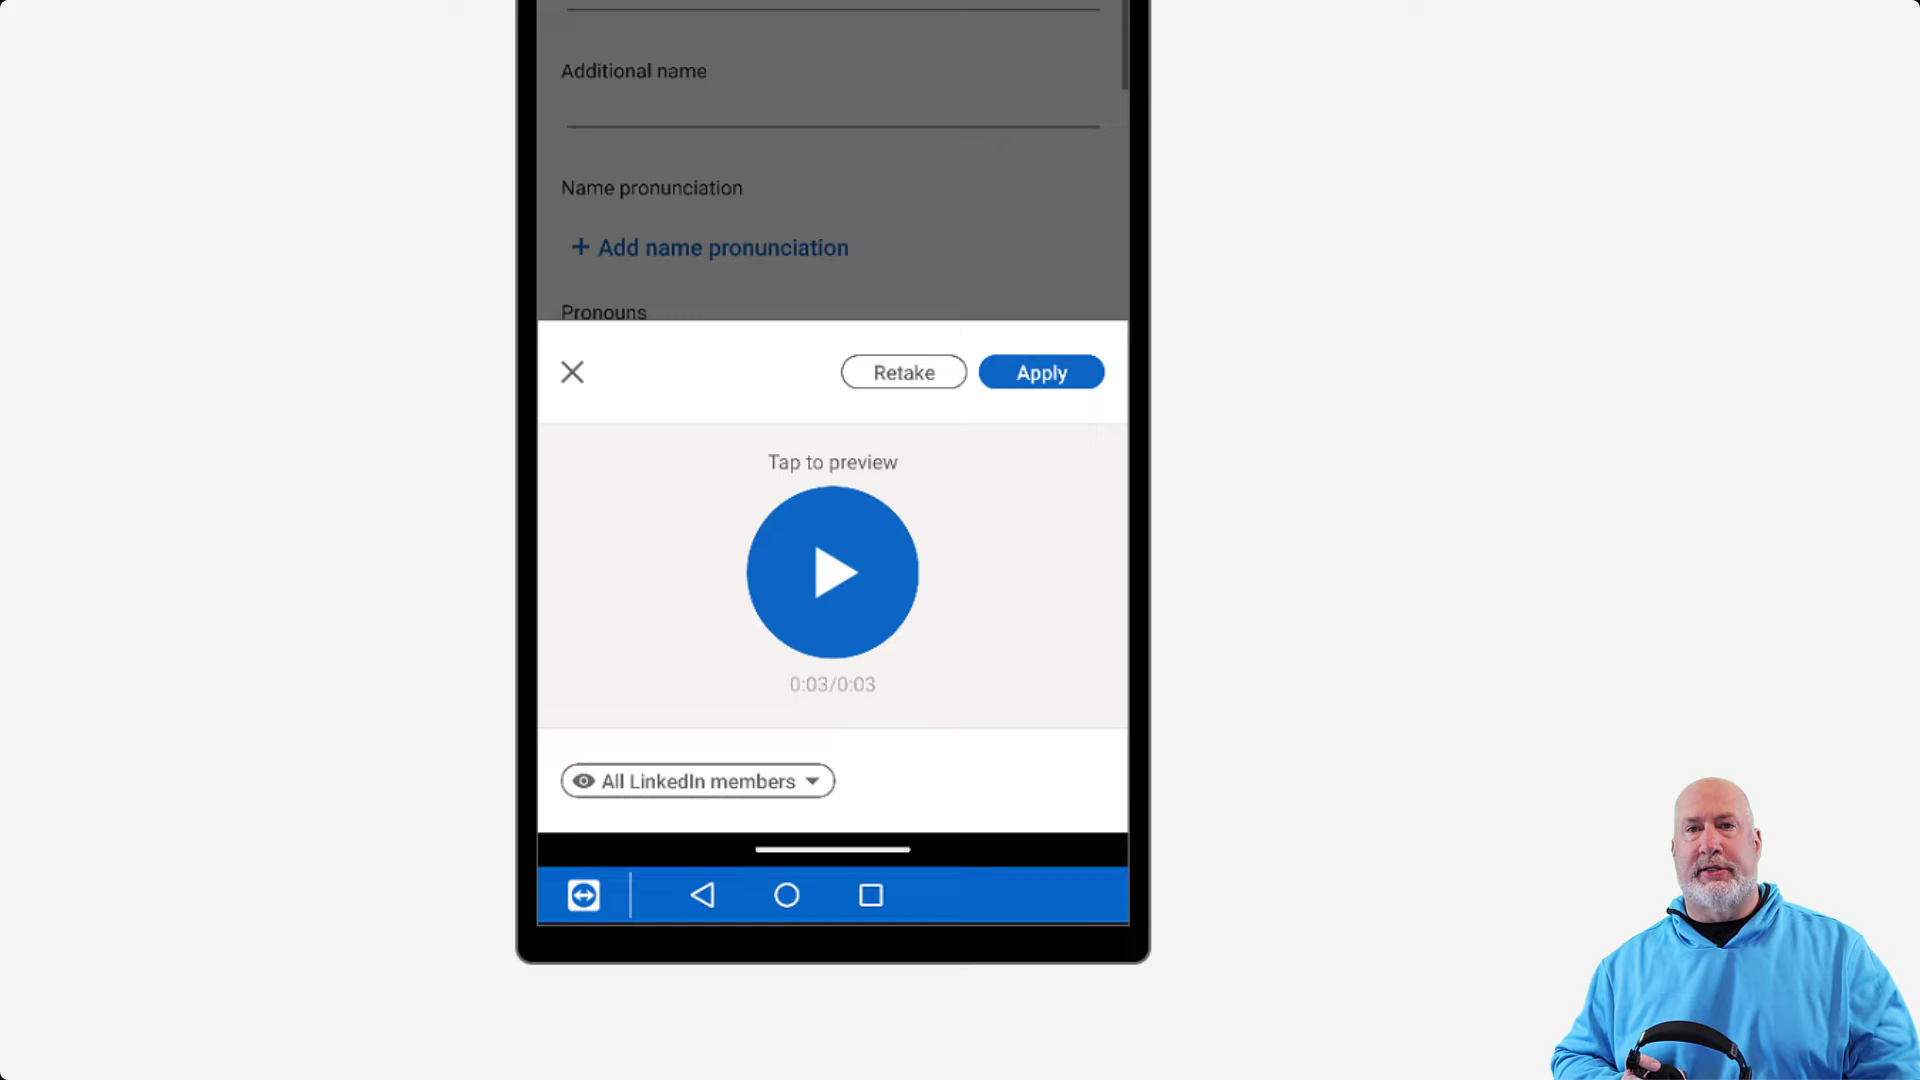 Additional name
Name pronunciation
+ Add name pronunciation
Pronouns
Retake
Apply
Tap to preview
0:03/0:03
All LinkedIn members